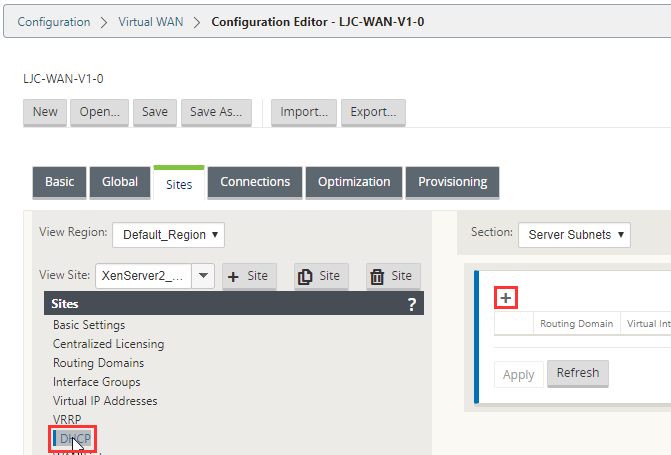 Configuration > Virtual WAN > Configuration Editor - LJC-WAN-V1-0
LJC-WAN-V1-0
New Open... Save Save As... Import... Export...
Basic Global Sites Connections Optimization Provisioning
View Region: Default_Region
Section: Server Subnets
View Site: XenServer2_... + Site Site Site
Sites ?
+
Basic Settings
Routing Domain Virtual Int
Centralized Licensing
Routing Domains
Interface Groups
Apply Refresh
Virtual IP Addresses
VRRP
DHCP